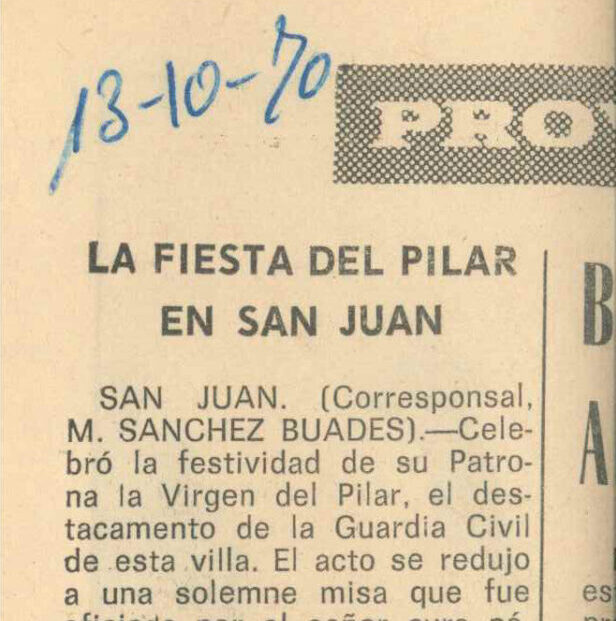 13-10-70
PRO
LA FIESTA DEL PILAR
EN SAN JUAN
SAN JUAN. (Corresponsal,
M. SANCHEZ BUADES).—Cele-
bró la festividad de su Patro-
na la Virgen del Pilar, el des-
tacamento de la Guardia Civil
de esta villa. El acto se redujo
a una solemne misa que fue
B
A
es